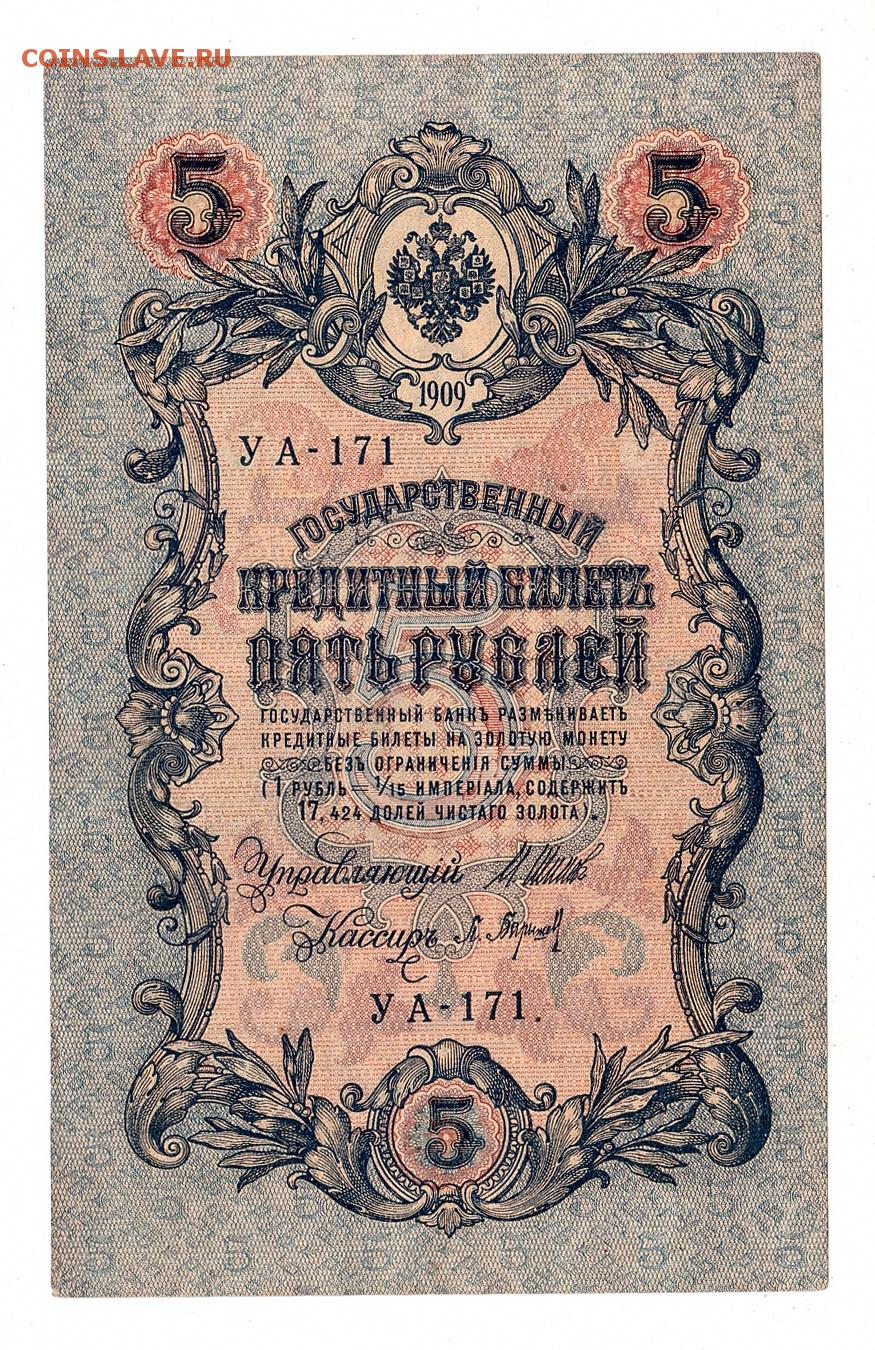 COINS.LAVE.RU
5 5
1909
УА-171
ГОСУДАРСТВЕННЫЙ
КРЕДИТНЫЙ БИЛЕТЪ
ПЯТЬ РУБЛЕЙ
ГОСУДАРСТВЕННЫЙ БАНКЪ РАЗМѢНИВАЕТЪ
КРЕДИТНЫЕ БИЛЕТЫ НА ЗОЛОТУЮ МОНЕТУ
БЕЗЪ ОГРАНИЧЕНІЯ СУММЫ
(1 РУБЛЬ = 1/15 ИМПЕРІАЛА, СОДЕРЖИТЪ
17,424 ДОЛЕЙ ЧИСТАГО ЗОЛОТА).
Управляющій
Кассиръ
УА-171.
5